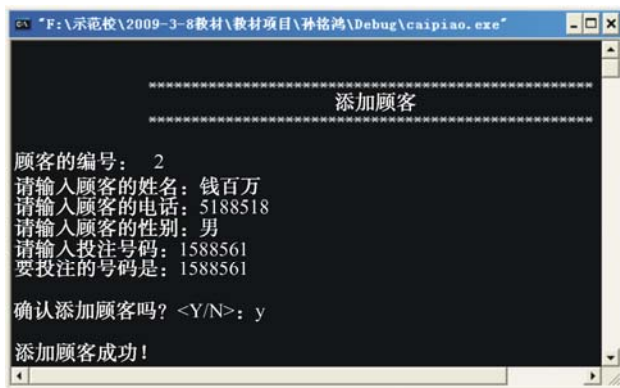 "F:\示范校\2009-3-8教材\教材项目\孙铭鸿\Debug\caipiao.exe"
**************************************************
添加顾客
**************************************************
顾客的编号： 2
请输入顾客的姓名：钱百万
请输入顾客的电话：5188518
请输入顾客的性别：男
请输入投注号码：1588561
要投注的号码是：1588561
确认添加顾客吗？<Y/N>：y
添加顾客成功！